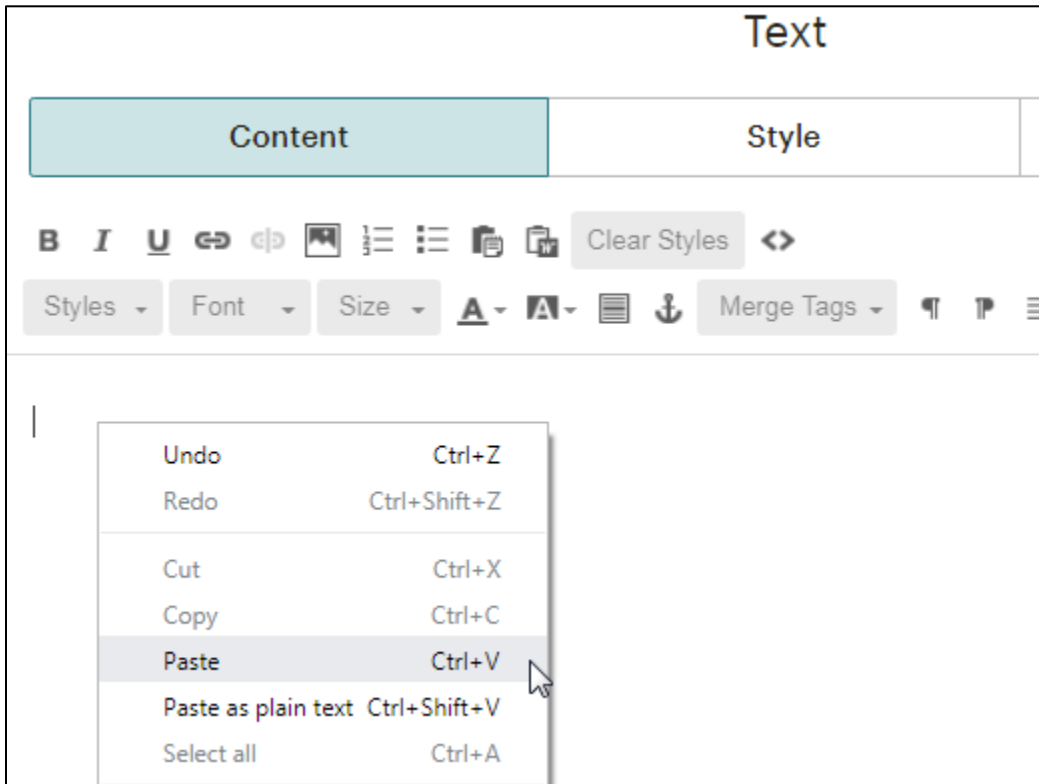 Text
Content Style
B I U Clear Styles <>
Styles Font Size A A Merge Tags ¶ ¶
Undo Ctrl+Z
Redo Ctrl+Shift+Z
Cut Ctrl+X
Copy Ctrl+C
Paste Ctrl+V
Paste as plain text Ctrl+Shift+V
Select all Ctrl+A